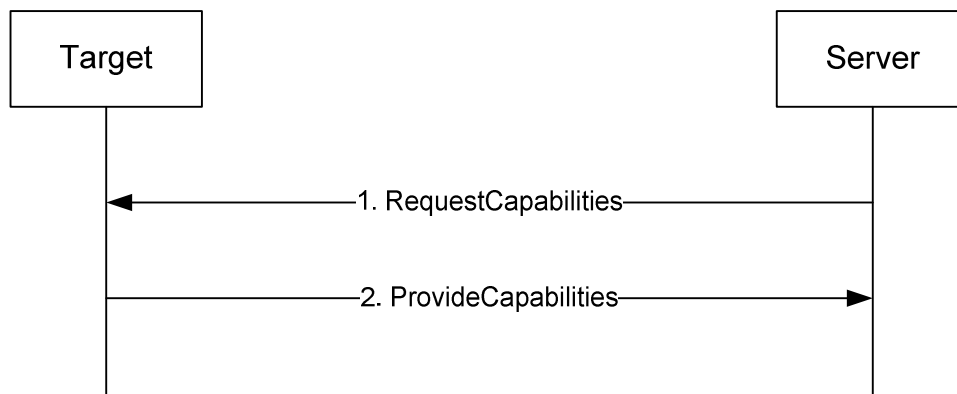 Target
Server
1. RequestCapabilities
2. ProvideCapabilities